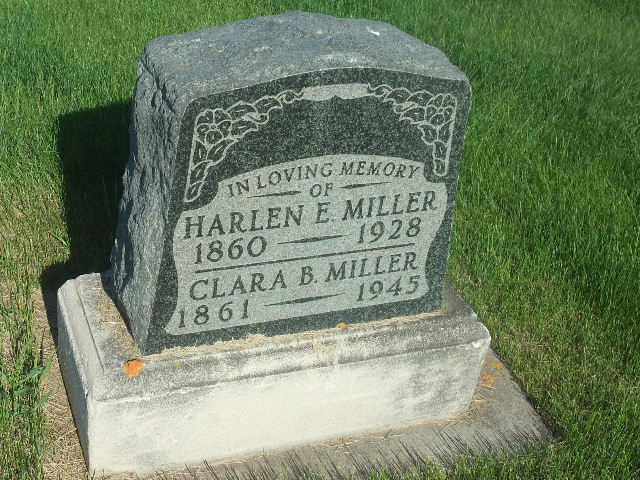 IN LOVING MEMORY
OF
HARLEN E. MILLER
1860 — 1928
CLARA B. MILLER
1861 — 1945